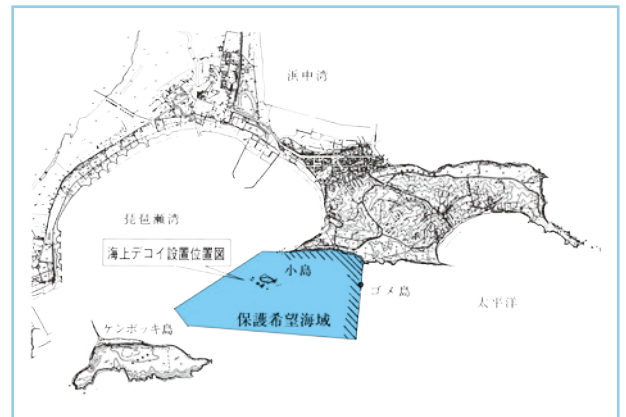 浜中湾
琵琶瀬湾
海上デコイ設置位置図
小島
ゴメ島
太平洋
保護希望海域
ケンボッキ島